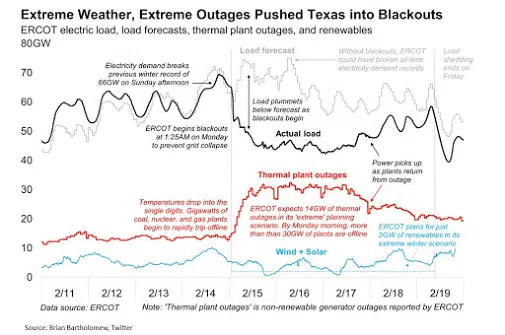 Extreme Weather, Extreme Outages Pushed Texas into Blackouts
ERCOT electric load, load forecasts, thermal plant outages, and renewables
80GW
70
60
50
40
30
20
10
0
Electricity demand breaks
previous winter record of
66GW on Sunday afternoon
Load forecast
Without blackouts, ERCOT
could have broken all-time
electricity demand records
Load
shedding
ends on
Friday
Load plummets
below forecast as
blackouts begin
ERCOT begins blackouts
at 1:25AM on Monday
to prevent grid collapse
Actual load
Power picks up
as plants return
from outage
Thermal plant outages
Temperatures drop into the
single digits. Gigawatts of
coal, nuclear, and gas plants
begin to rapidly trip offline
ERCOT expects 14GW of thermal
outages in its 'extreme' planning
scenario. By Monday morning, more
than than 30GW of plants are offline
ERCOT plans for just
2GW of renewables in its
extreme winter scenario
Wind + Solar
2/11 2/12 2/13 2/14 2/15 2/16 2/17 2/18 2/19
Data source: ERCOT
Note: 'Thermal plant outages' is non-renewable generator outages reported by ERCOT
Source: Brian Bartholomew, Twitter